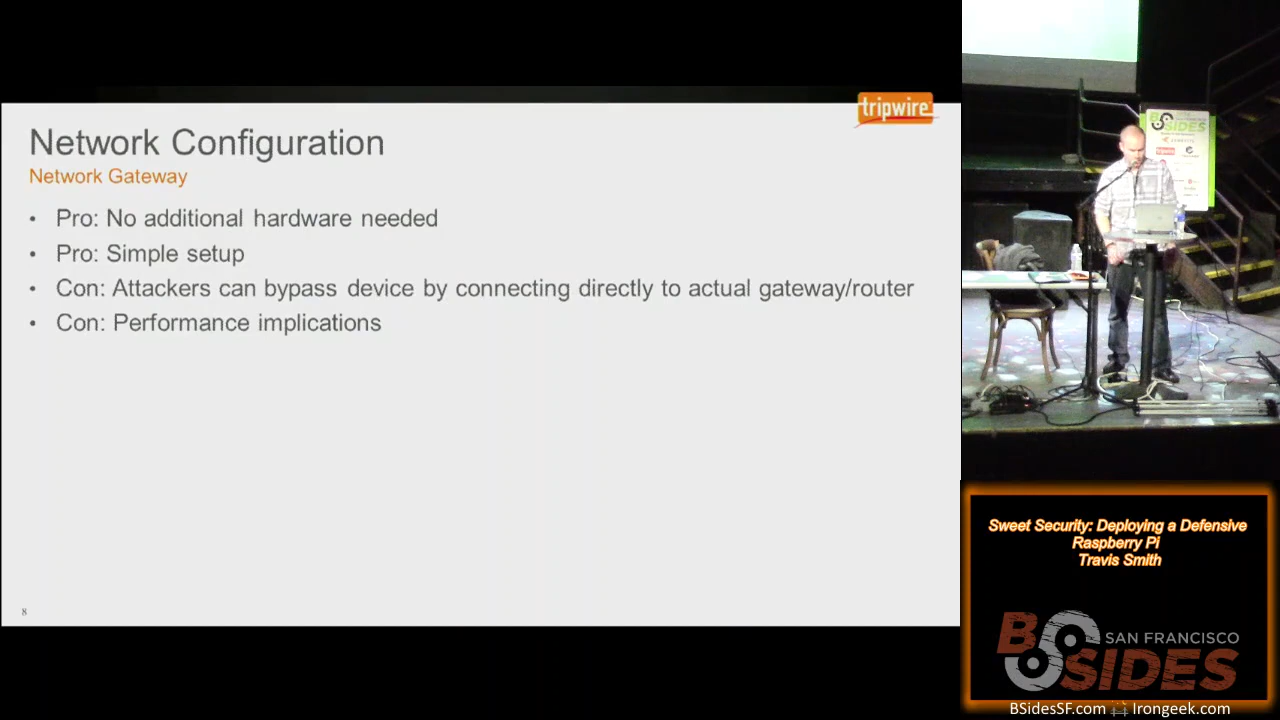 tripwire
Network Configuration
Network Gateway
• Pro: No additional hardware needed
• Pro: Simple setup
• Con: Attackers can bypass device by connecting directly to actual gateway/router
• Con: Performance implications
8
BSIDES
Sweet Security: Deploying a Defensive
Raspberry Pi
Travis Smith
BSIDES
SAN FRANCISCO
BSidesSF.com
Irongeek.com